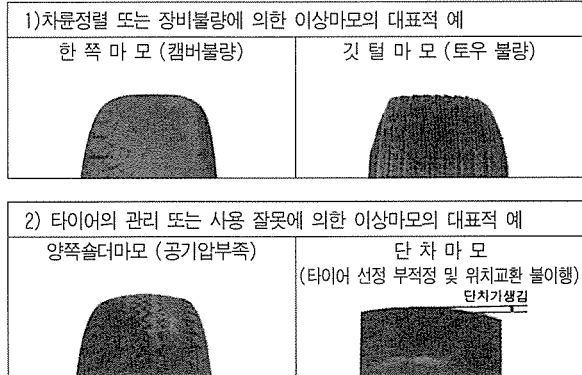 1)차륜정렬 또는 장비불량에 의한 이상마모의 대표적 예
한 쪽 마 모 (캠버불량)
깃 털 마 모 (토우 불량)
2) 타이어의 관리 또는 사용 잘못에 의한 이상마모의 대표적 예
양쪽숄더마모 (공기압부족)
단 차 마 모
(타이어 선정 부적정 및 위치교환 불이행)
단치가생김